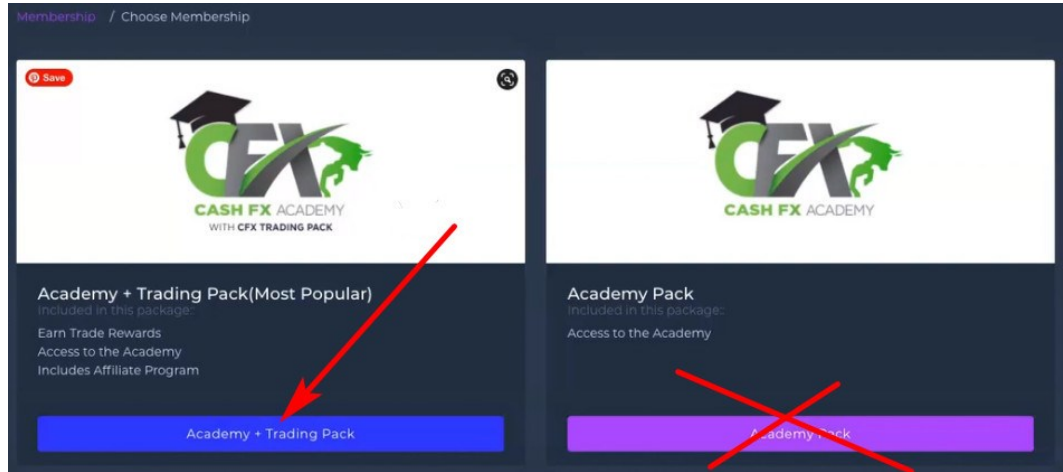 Membership / Choose Membership
Save
CFX
CASH FX ACADEMY
WITH CFX TRADING PACK
Academy + Trading Pack(Most Popular)
Included in this package:
Earn Trade Rewards
Access to the Academy
Includes Affiliate Program
Academy + Trading Pack
CFX
CASH FX ACADEMY
Academy Pack
Included in this package:
Access to the Academy
Academy Pack